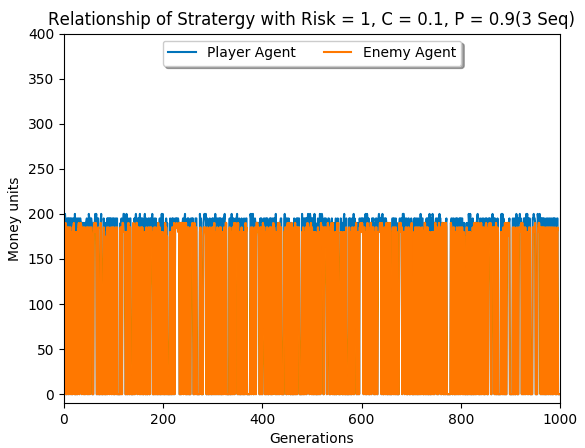 Relationship of Stratergy with Risk = 1, C = 0.1, P = 0.9(3 Seq)
Player Agent
Enemy Agent
400
350
300
250
200
150
100
50
0
Money units
0 200 400 600 800 1000
Generations